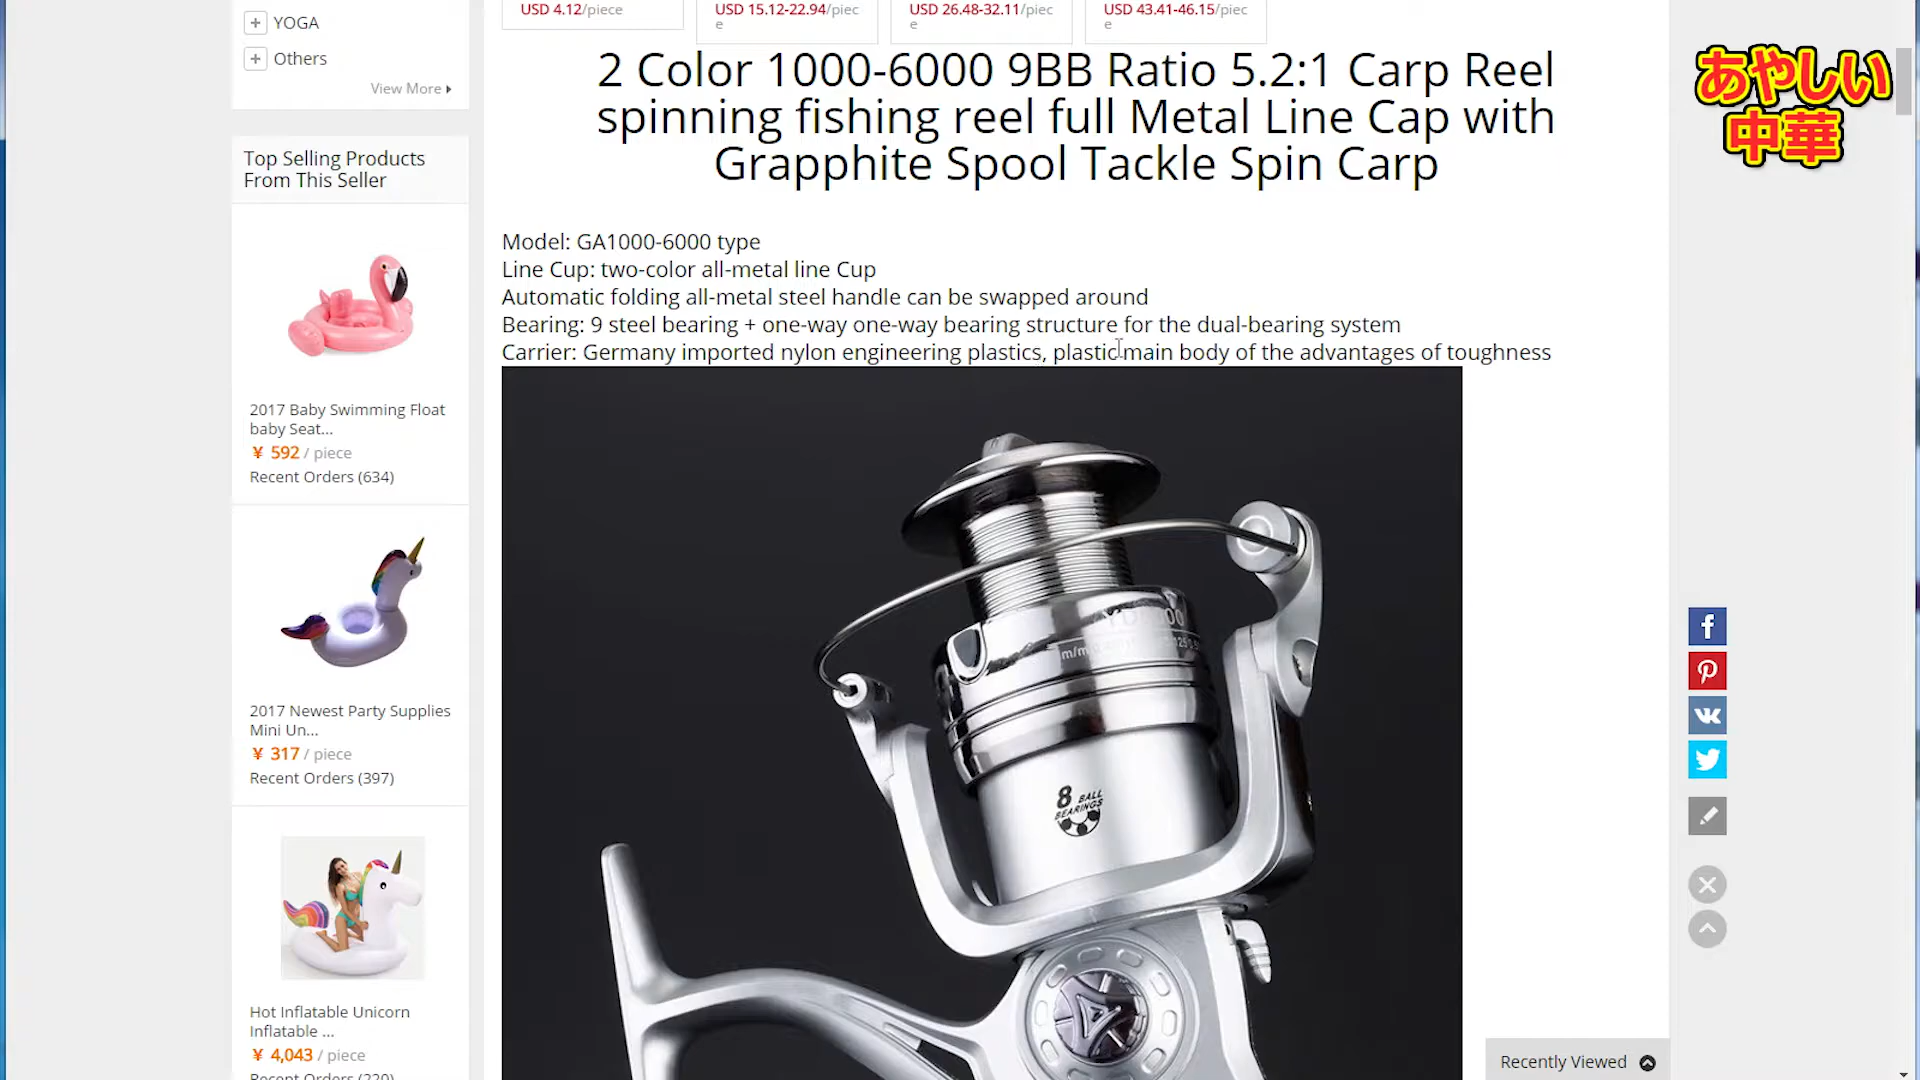 YOGA
Others
View More
Top Selling Products
From This Seller
2017 Baby Swimming Float
baby Seat...
¥ 592 / piece
Recent Orders (634)
2017 Newest Party Supplies
Mini Un...
¥ 317 / piece
Recent Orders (397)
Hot Inflatable Unicorn
Inflatable ...
¥ 4,043 / piece
Recent Orders (220)
USD 4.12/piece
USD 15.12-22.94/piec
e
USD 26.48-32.11/piec
e
USD 43.41-46.15/piec
e
2 Color 1000-6000 9BB Ratio 5.2:1 Carp Reel
spinning fishing reel full Metal Line Cap with
Grapphite Spool Tackle Spin Carp
Model: GA1000-6000 type
Line Cup: two-color all-metal line Cup
Automatic folding all-metal steel handle can be swapped around
Bearing: 9 steel bearing + one-way one-way bearing structure for the dual-bearing system
Carrier: Germany imported nylon engineering plastics, plastic main body of the advantages of toughness
8 BALL
BEARINGS
あやしい
中華
Recently Viewed